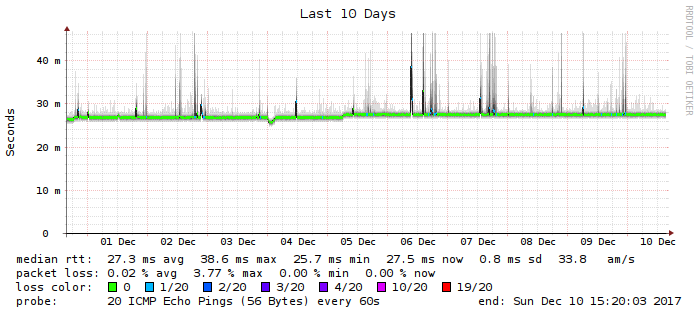 Last 10 Days
RRDTOOL / TOBI OETIKER
Seconds
40 m
30 m
20 m
10 m
0
01 Dec 02 Dec 03 Dec 04 Dec 05 Dec 06 Dec 07 Dec 08 Dec 09 Dec 10 Dec
median rtt: 27.3 ms avg 38.6 ms max 25.7 ms min 27.5 ms now 0.8 ms sd 33.8 am/s
packet loss: 0.02 % avg 3.77 % max 0.00 % min 0.00 % now
loss color: 0 1/20 2/20 3/20 4/20 10/20 19/20
probe: 20 ICMP Echo Pings (56 Bytes) every 60s end: Sun Dec 10 15:20:03 2017